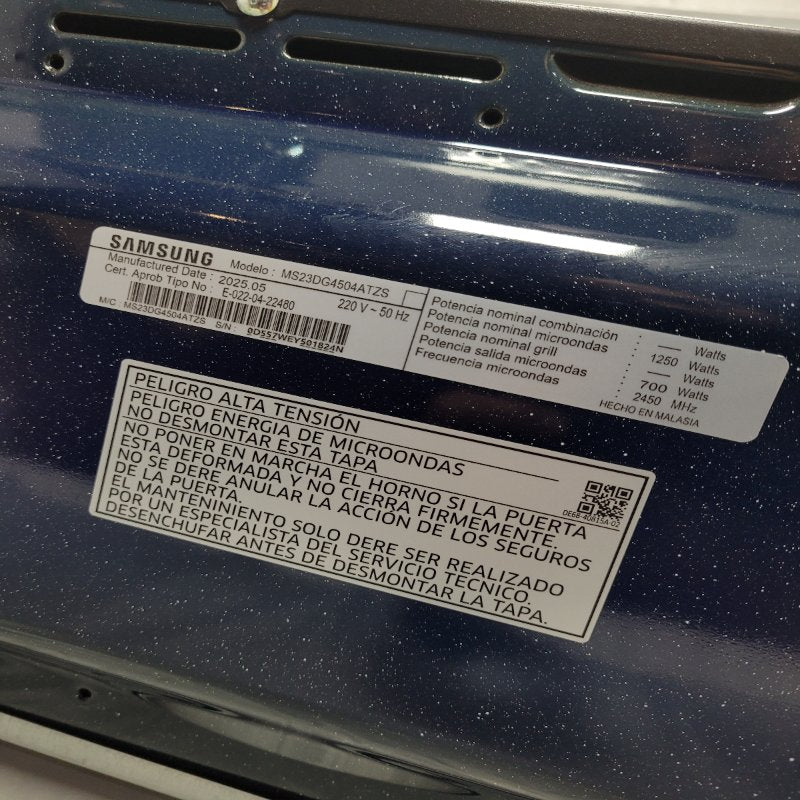 SAMSUNG
Modelo : MS23DG4504ATZS
Manufactured Date : 2025.05
Cert. Aprob Tipo No : E-022-04-22480
220 V ~ 50 Hz
M/C : MS23DG4504ATZS S/N : 0D55ZWEY501824N
Potencia nominal combinación : — Watts
Potencia nominal microondas : 1250 Watts
Potencia nominal grill : — Watts
Potencia salida microondas : 700 Watts
Frecuencia microondas : 2450 MHz
HECHO EN MALASIA
PELIGRO ALTA TENSIÓN
PELIGRO ENERGIA DE MICROONDAS
NO DESMONTAR ESTA TAPA
NO PONER EN MARCHA EL HORNO SI LA PUERTA
ESTA DEFORMADA Y NO CIERRA FIRMEMENTE.
NO SE DERE ANULAR LA ACCIÓN DE LOS SEGUROS
DE LA PUERTA.
EL MANTENIMIENTO SOLO DERE SER REALIZADO
POR UN ESPECIALISTA DEL SERVICIO TECNICO.
DESENCHUFAR ANTES DE DESMONTAR LA TAPA.
DE68-40815A-02